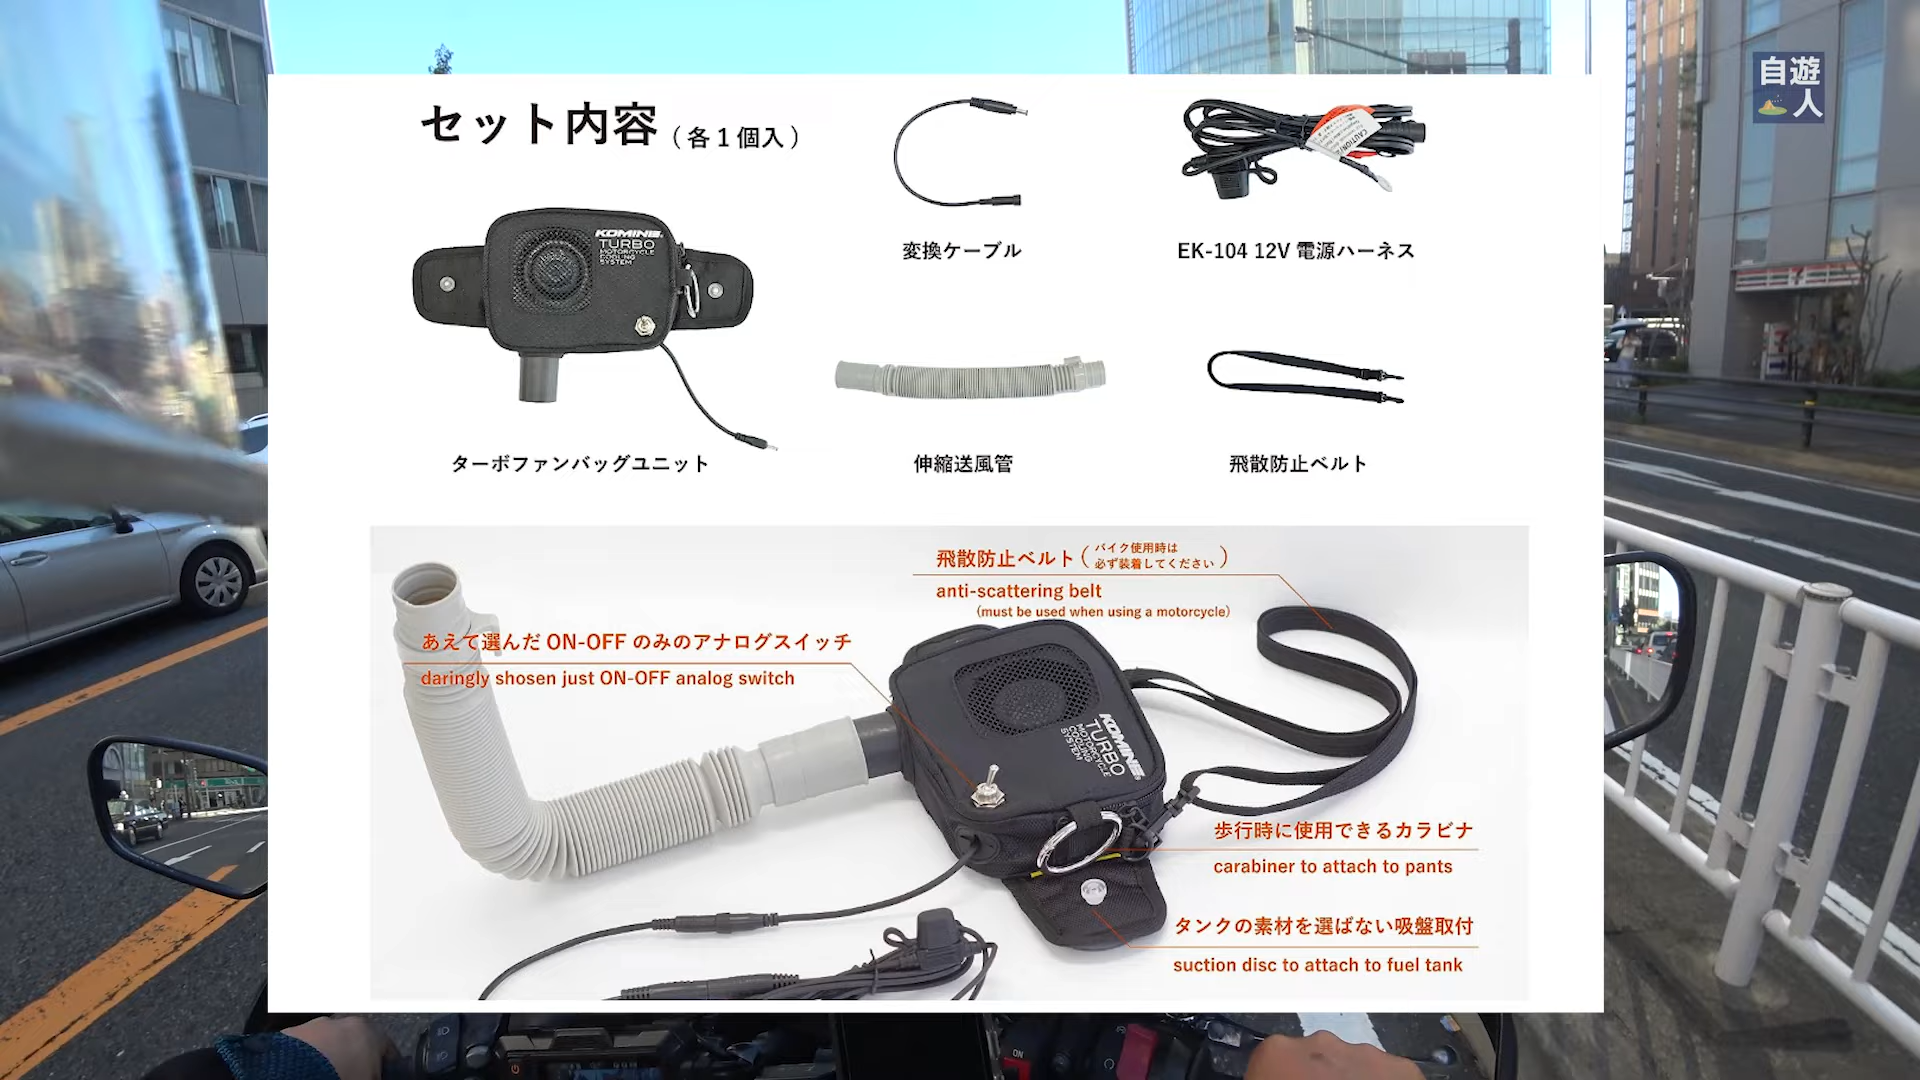 自遊
人
セット内容 (各1個入)
変換ケーブル
CAUTION/
EK-104 12V 電源ハーネス
KOMINE
TURBO
MOTORCYCLE
COOLING
SYSTEM
ターボファンバッグユニット
伸縮送風管
飛散防止ベルト
飛散防止ベルト(バイク使用時は
必ず装着してください)
anti-scattering belt
(must be used when using a motorcycle)
あえて選んだ ON-OFF のみのアナログスイッチ
daringly shosen just ON-OFF analog switch
KOMINE
TURBO
MOTORCYCLE
COOLING
SYSTEM
歩行時に使用できるカラビナ
carabiner to attach to pants
タンクの素材を選ばない吸盤取付
suction disc to attach to fuel tank
ON